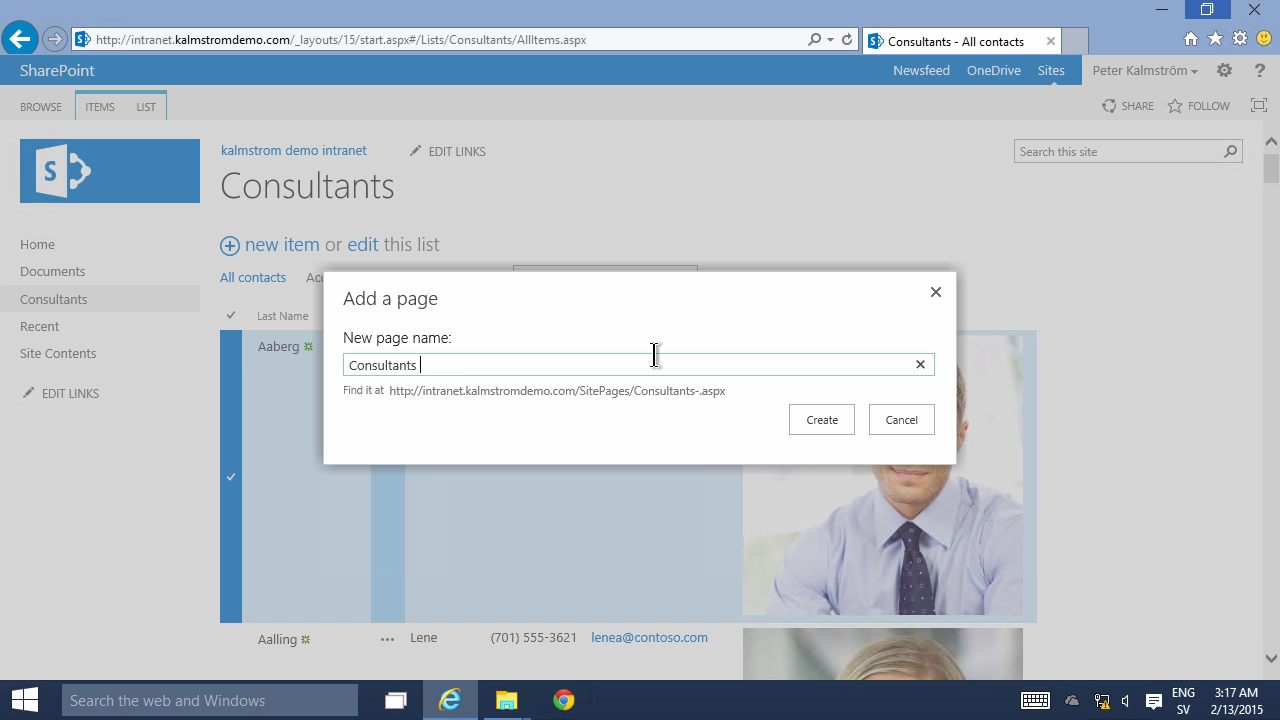 http://intranet.kalmstromdemo.com/_layouts/15/start.aspx#/Lists/Consultants/AllItems.aspx
Consultants - All contacts
SharePoint
Newsfeed OneDrive Sites Peter Kalmström ?
BROWSE ITEMS LIST SHARE FOLLOW
S
kalmstrom demo intranet EDIT LINKS
Search this site
Consultants
Home
new item or edit this list
Documents
All contacts Acc
Consultants
Add a page
Last Name
Recent
New page name:
Aaberg
Site Contents
Consultants
EDIT LINKS
Find it at http://intranet.kalmstromdemo.com/SitePages/Consultants-.aspx
Create Cancel
Aalling ... Lene (701) 555-3621 lenea@contoso.com
Search the web and Windows
ENG 3:17 AM
SV 2/13/2015